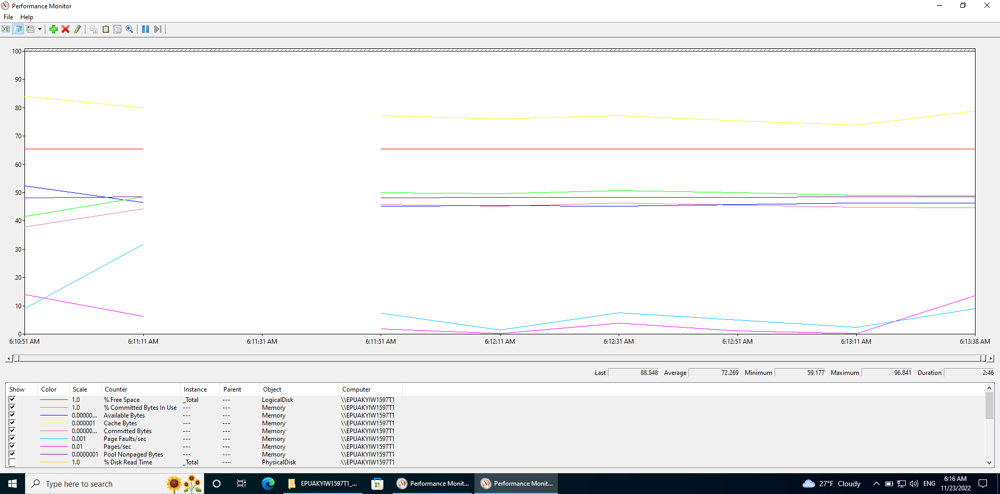 Performance Monitor
File Help
100
90
80
70
60
50
40
30
20
10
0
6:10:51 AM 6:11:11 AM 6:11:31 AM 6:11:51 AM 6:12:11 AM 6:12:31 AM 6:12:51 AM 6:13:11 AM 6:13:38 AM
Last 88.548 Average 72.269 Minimum 59.177 Maximum 96.841 Duration 2:46
Show Color Scale Counter Instance Parent Object Computer
1.0 % Free Space _Total --- LogicalDisk \\EPUAKYIW1597T1
1.0 % Committed Bytes In Use --- --- Memory \\EPUAKYIW1597T1
0.00000... Available Bytes --- --- Memory \\EPUAKYIW1597T1
0.000001 Cache Bytes --- --- Memory \\EPUAKYIW1597T1
0.00000... Committed Bytes --- --- Memory \\EPUAKYIW1597T1
0.001 Page Faults/sec --- --- Memory \\EPUAKYIW1597T1
0.01 Pages/sec --- --- Memory \\EPUAKYIW1597T1
0.0000001 Pool Nonpaged Bytes --- --- Memory \\EPUAKYIW1597T1
1.0 % Disk Read Time _Total --- PhysicalDisk \\EPUAKYIW1597T1
Type here to search EPUAKYIW1597T1_... Performance Monit... Performance Monit... 27°F Cloudy ENG 6:16 AM
11/23/2022